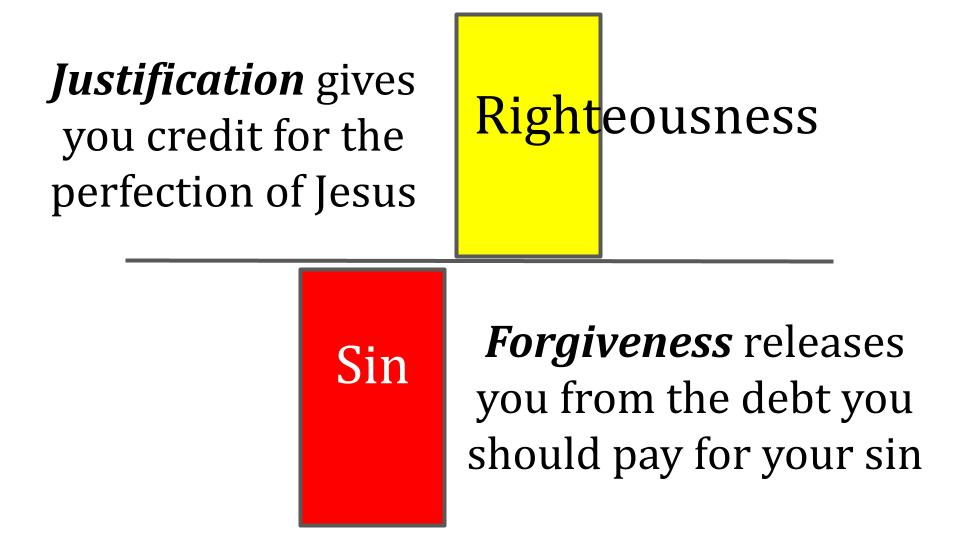 Justification gives
you credit for the
perfection of Jesus
Righteousness
Sin
Forgiveness releases
you from the debt you
should pay for your sin